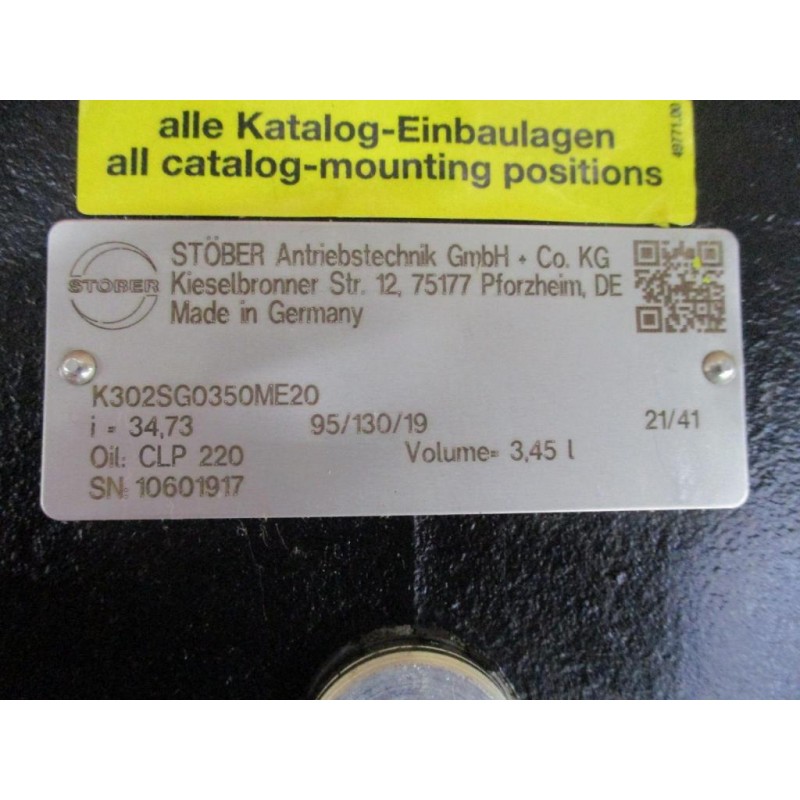 alle Katalog-Einbaulagen
all catalog-mounting positions
49771.00
STÖBER
STÖBER Antriebstechnik GmbH + Co. KG
Kieselbronner Str. 12, 75177 Pforzheim, DE
Made in Germany
K302SG0350ME20
i = 34,73 95/130/19 21/41
Oil: CLP 220 Volume= 3,45 l
SN: 10601917